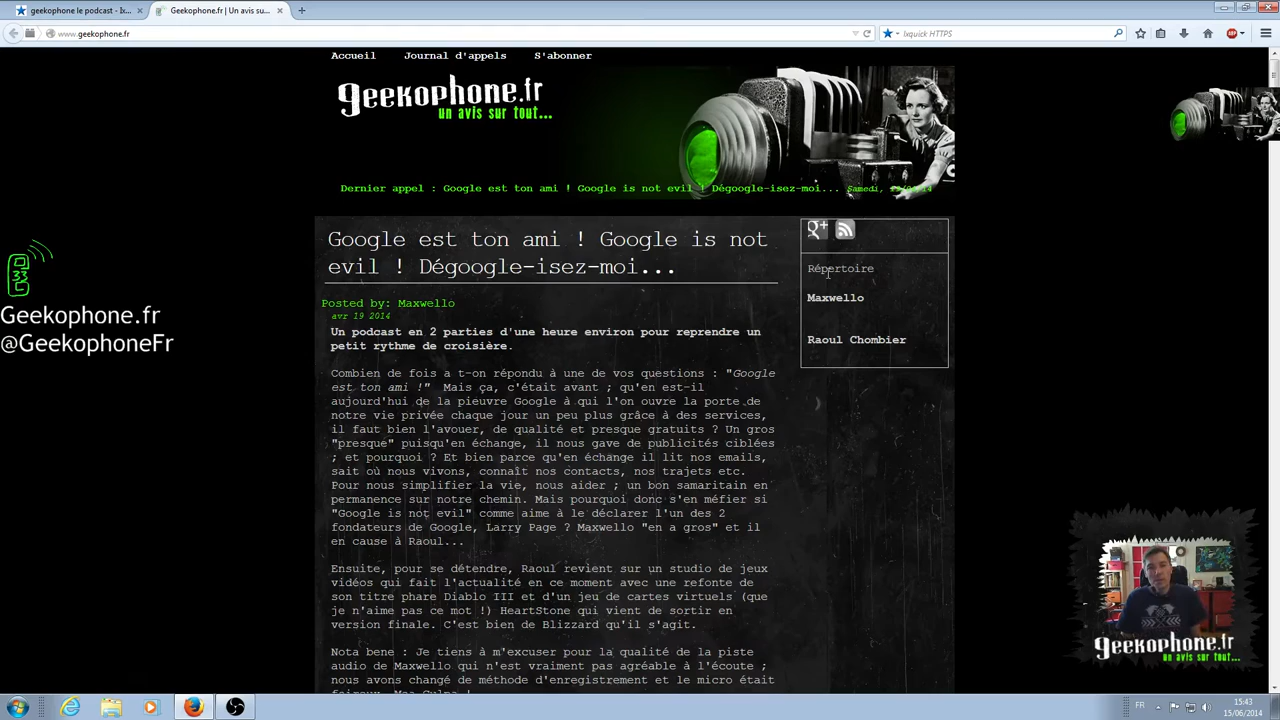 geekophone le podcast - Ix...
Geekophone.fr | Un avis su...
www.geekophone.fr
Ixquick HTTPS
Accueil
Journal d'appels
S'abonner
geekophone.fr
un avis sur tout...
Dernier appel : Google est ton ami ! Google is not evil ! Dégoogle-isez-moi...
Google est ton ami ! Google is not
evil ! Dégoogle-isez-moi...
Posted by: Maxwello
avr 19 2014
Un podcast en 2 parties d'une heure environ pour reprendre un
petit rythme de croisière.
Combien de fois a t-on répondu à une de vos questions : "Google
est ton ami !" Mais ça, c'était avant ; qu'en est-il
aujourd'hui de la pieuvre Google à qui l'on ouvre la porte de
notre vie privée chaque jour un peu plus grâce à des services,
il faut bien l'avouer, de qualité et presque gratuits ? Un gros
"presque" puisqu'en échange, il nous gave de publicités ciblées
; et pourquoi ? Et bien parce qu'en échange il lit nos emails,
sait où nous vivons, connaît nos contacts, nos trajets etc.
Pour nous simplifier la vie, nous aider ; un bon samaritain en
permanence sur notre chemin. Mais pourquoi donc s'en méfier si
"Google is not evil" comme aime à le déclarer l'un des 2
fondateurs de Google, Larry Page ? Maxwello "en a gros" et il
en cause à Raoul...
Ensuite, pour se détendre, Raoul revient sur un studio de jeux
vidéos qui fait l'actualité en ce moment avec une refonte de
son titre phare Diablo III et d'un jeu de cartes virtuels (que
je n'aime pas ce mot !) HeartStone qui vient de sortir en
version finale. C'est bien de Blizzard qu'il s'agit.
Nota bene : Je tiens à m'excuser pour la qualité de la piste
audio de Maxwello qui n'est vraiment pas agréable à l'écoute ;
nous avons changé de méthode d'enregistrement et le micro était
Répertoire
Maxwello
Raoul Chombier
Geekophone.fr
@GeekophoneFr
geekophone.fr
un avis sur tout...
FR
15:43
15/06/2014